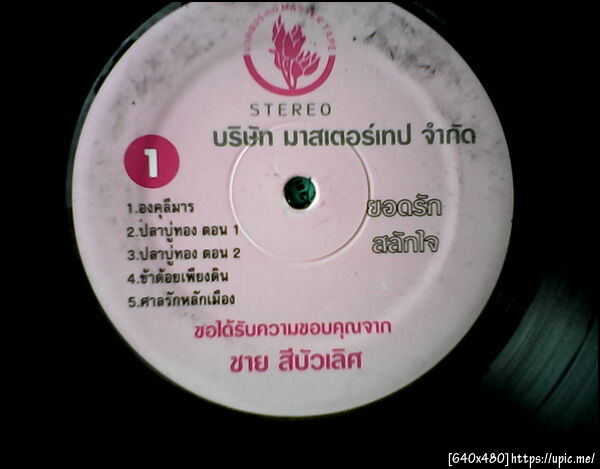 MASTER TAPE
STEREO
บริษัท มาสเตอร์เทป จำกัด
1
1.องคุลีมาร
2.ปลาบู่ทอง ตอน 1
3.ปลาบู่ทอง ตอน 2
4.ข้าด้อยเพียงดิน
5.ศาลรักหลักเมือง
ยอดรัก
สลักใจ
ขอได้รับความขอบคุณจาก
ชาย สีบัวเลิศ
[640x480]https://upic.me/